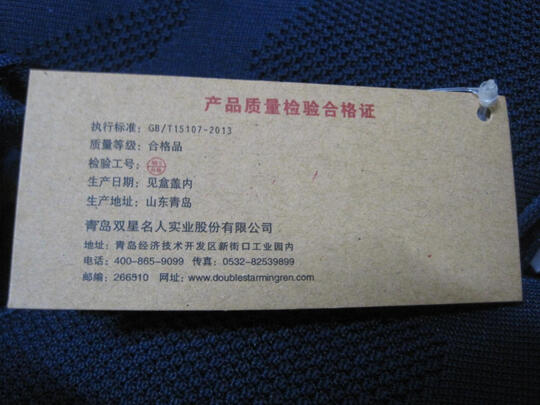 产品质量检验合格证
执行标准：GB/T15107-2013
质量等级：合格品
检验工号：
生产日期：见盒盖内
生产地址：山东青岛
青岛双星名人实业股份有限公司
地址：青岛经济技术开发区新街口工业园内
电话：400-865-9099 传真：0532-82539899
邮编：266510 网址：www.doublestarmingren.com